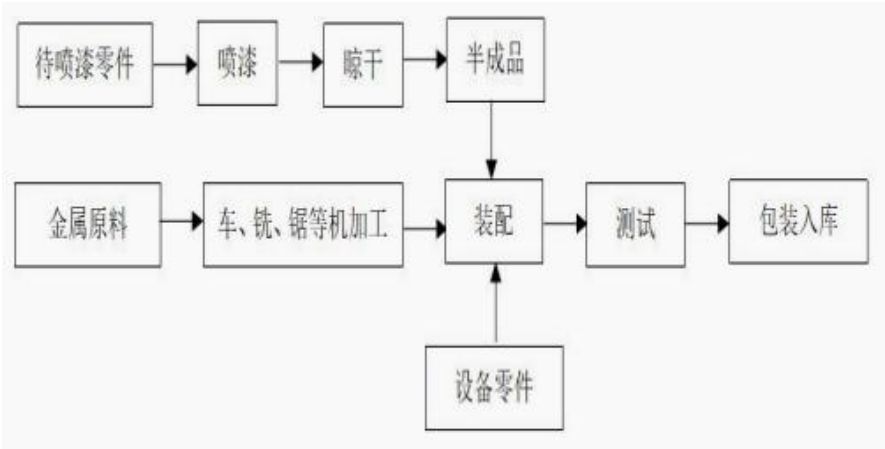 待喷漆零件
喷漆
晾干
半成品
金属原料
车、铣、锯等机加工
装配
测试
包装入库
设备零件